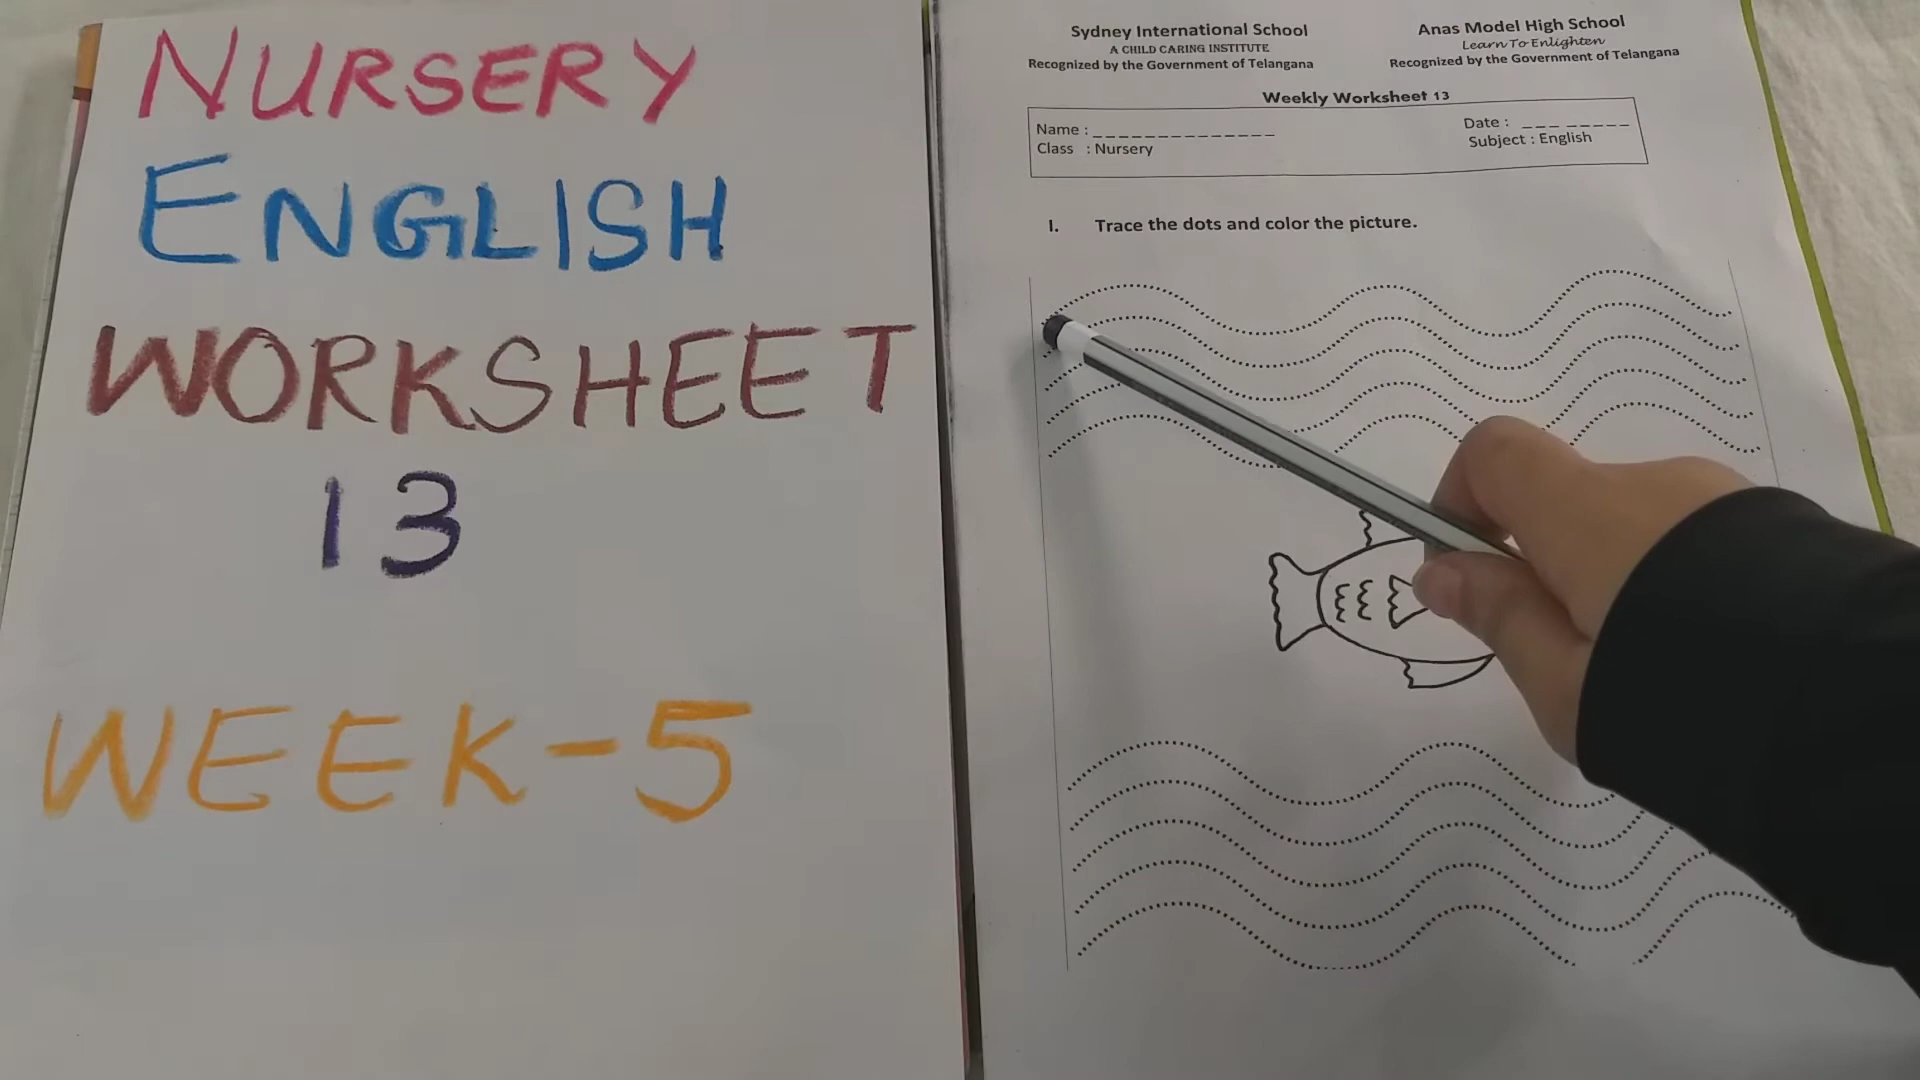 NURSERY
ENGLISH
WORKSHEET
13
WEEK-5
Sydney International School
A CHILD CARING INSTITUTE
Recognized by the Government of Telangana
Anas Model High School
Learn To Enlighten
Recognized by the Government of Telangana
Weekly Worksheet 13
Name : _ _ _ _ _ _ _ _ _ _ _ _ _ _
Date : _ _ _ _ _ _ _ _
Class : Nursery
Subject : English
I. Trace the dots and color the picture.